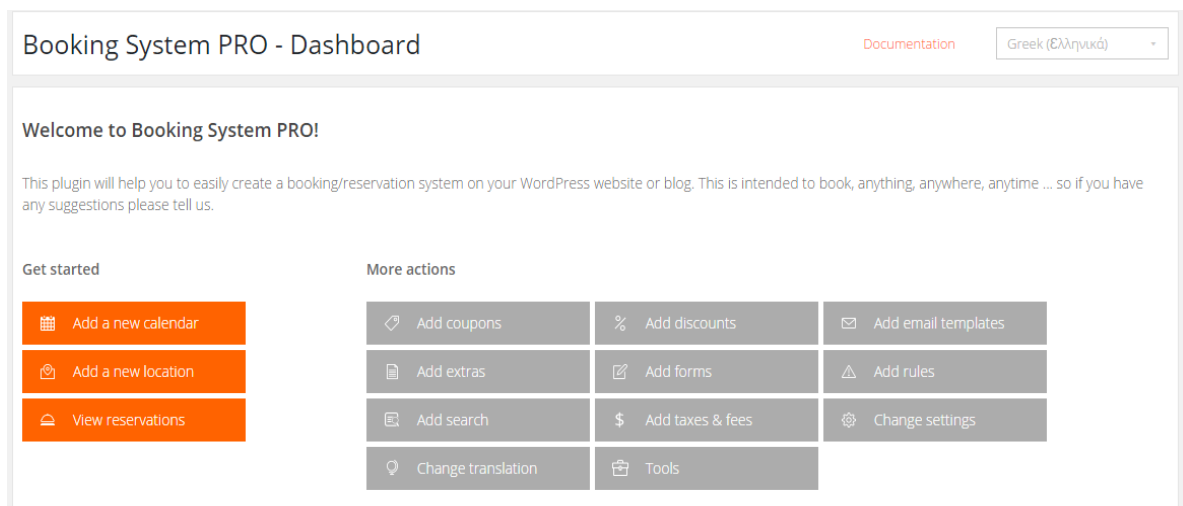 Booking System PRO - Dashboard
Documentation
Greek (Ελληνικά)
Welcome to Booking System PRO!
This plugin will help you to easily create a booking/reservation system on your WordPress website or blog. This is intended to book, anything, anywhere, anytime ... so if you have
any suggestions please tell us.
Get started
More actions
Add a new calendar
Add a new location
View reservations
Add coupons
Add discounts
Add email templates
Add extras
Add forms
Add rules
Add search
Add taxes & fees
Change settings
Change translation
Tools